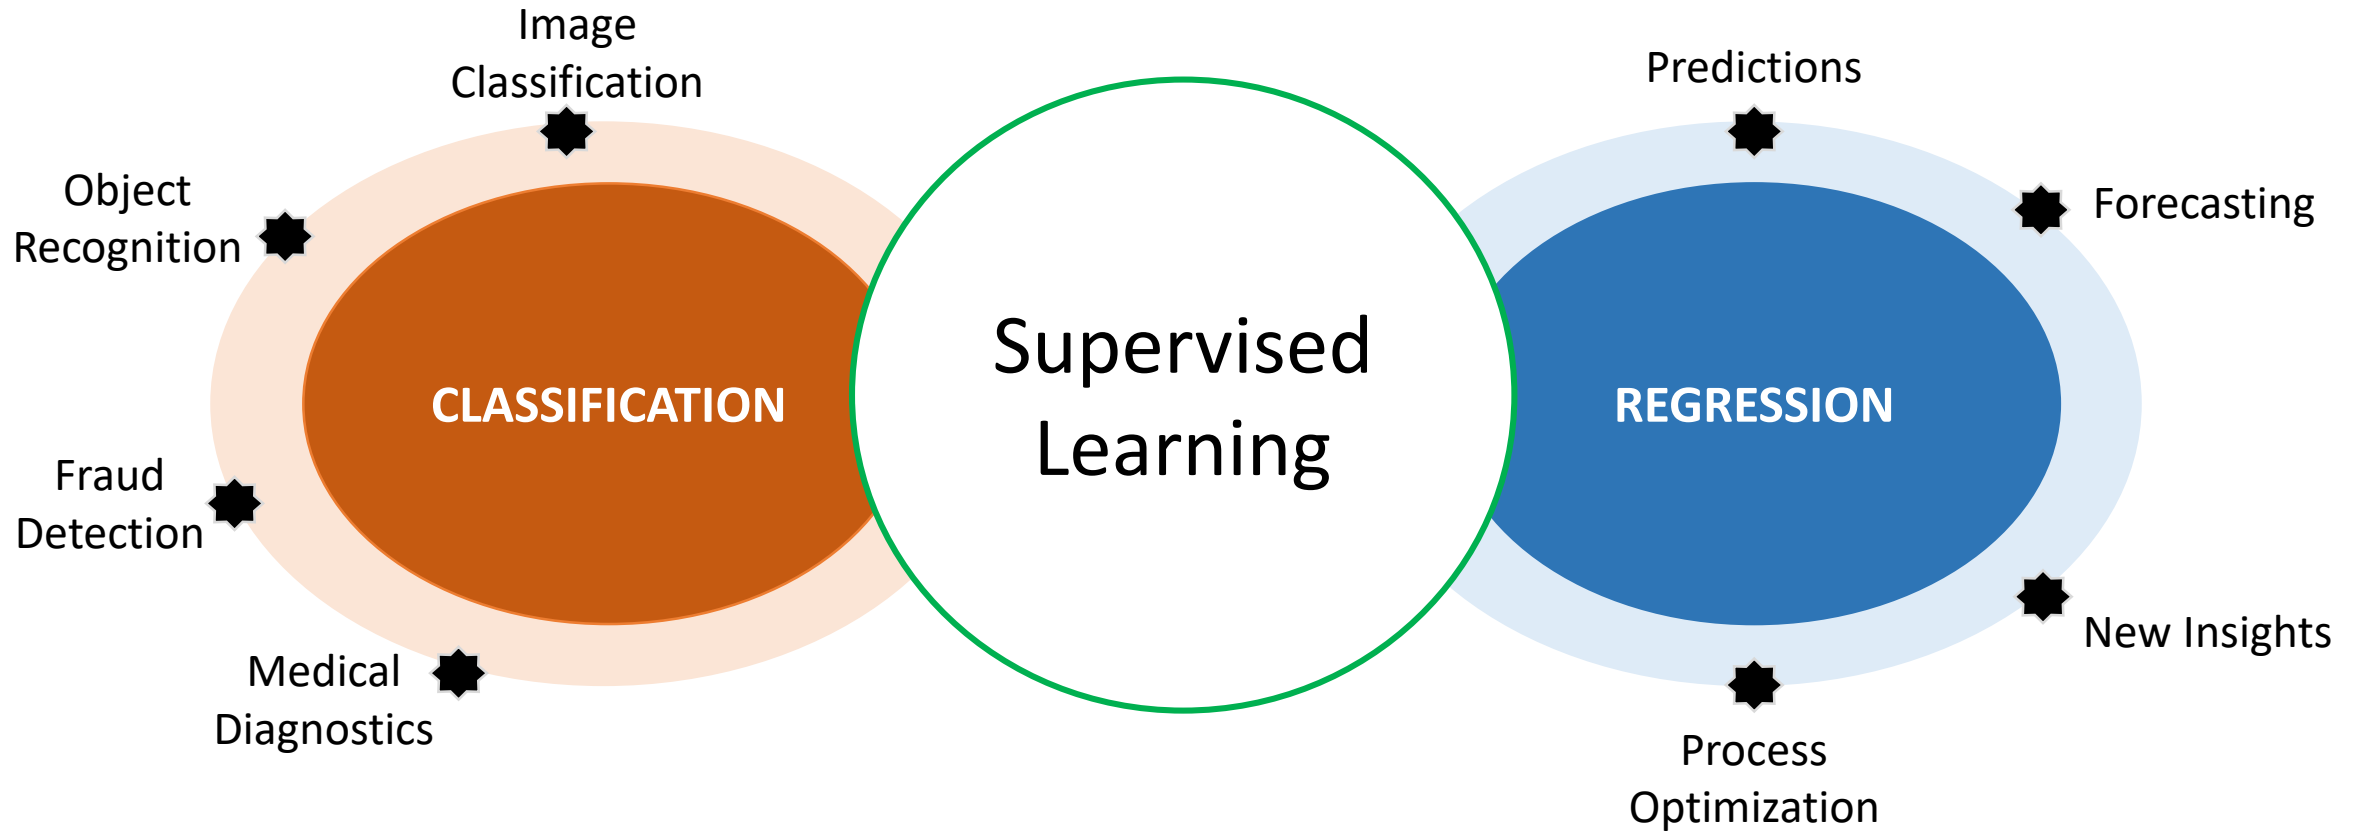 Image
Classification
Object
Recognition
Fraud
Detection
Medical
Diagnostics
CLASSIFICATION
Supervised
Learning
REGRESSION
Predictions
Forecasting
New Insights
Process
Optimization